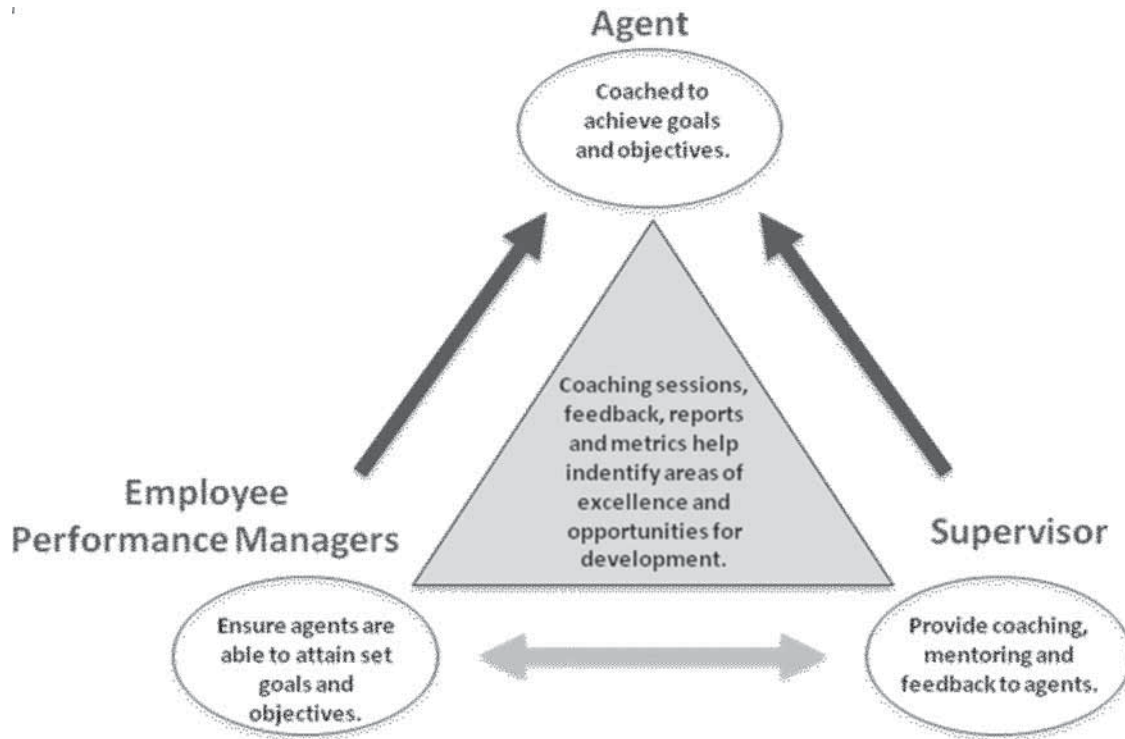 Agent
Coached to
achieve goals
and objectives.
Coaching sessions,
feedback, reports
and metrics help
indentify areas of
excellence and
opportunities for
development.
Employee
Performance Managers
Ensure agents are
able to attain set
goals and
objectives.
Supervisor
Provide coaching,
mentoring and
feedback to agents.